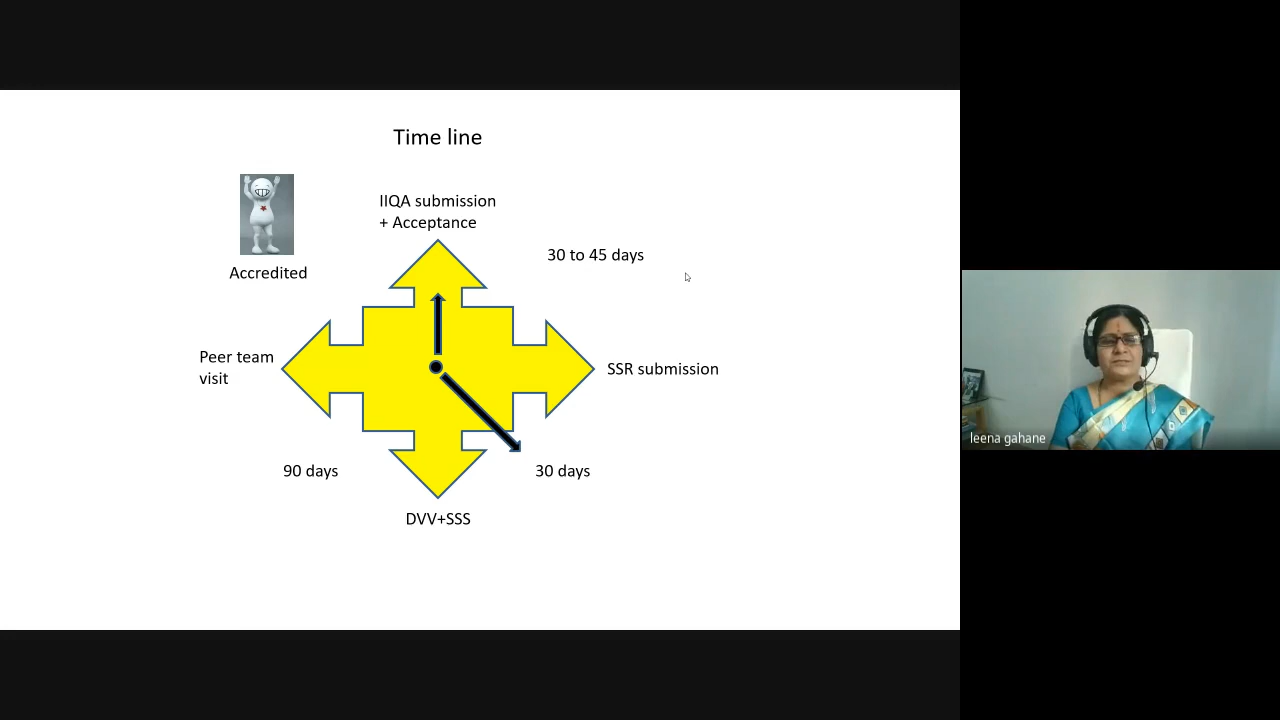 Time line
IIQA submission
+ Acceptance
30 to 45 days
Accredited
Peer team
visit
SSR submission
90 days
30 days
DVV+SSS
leena gahane